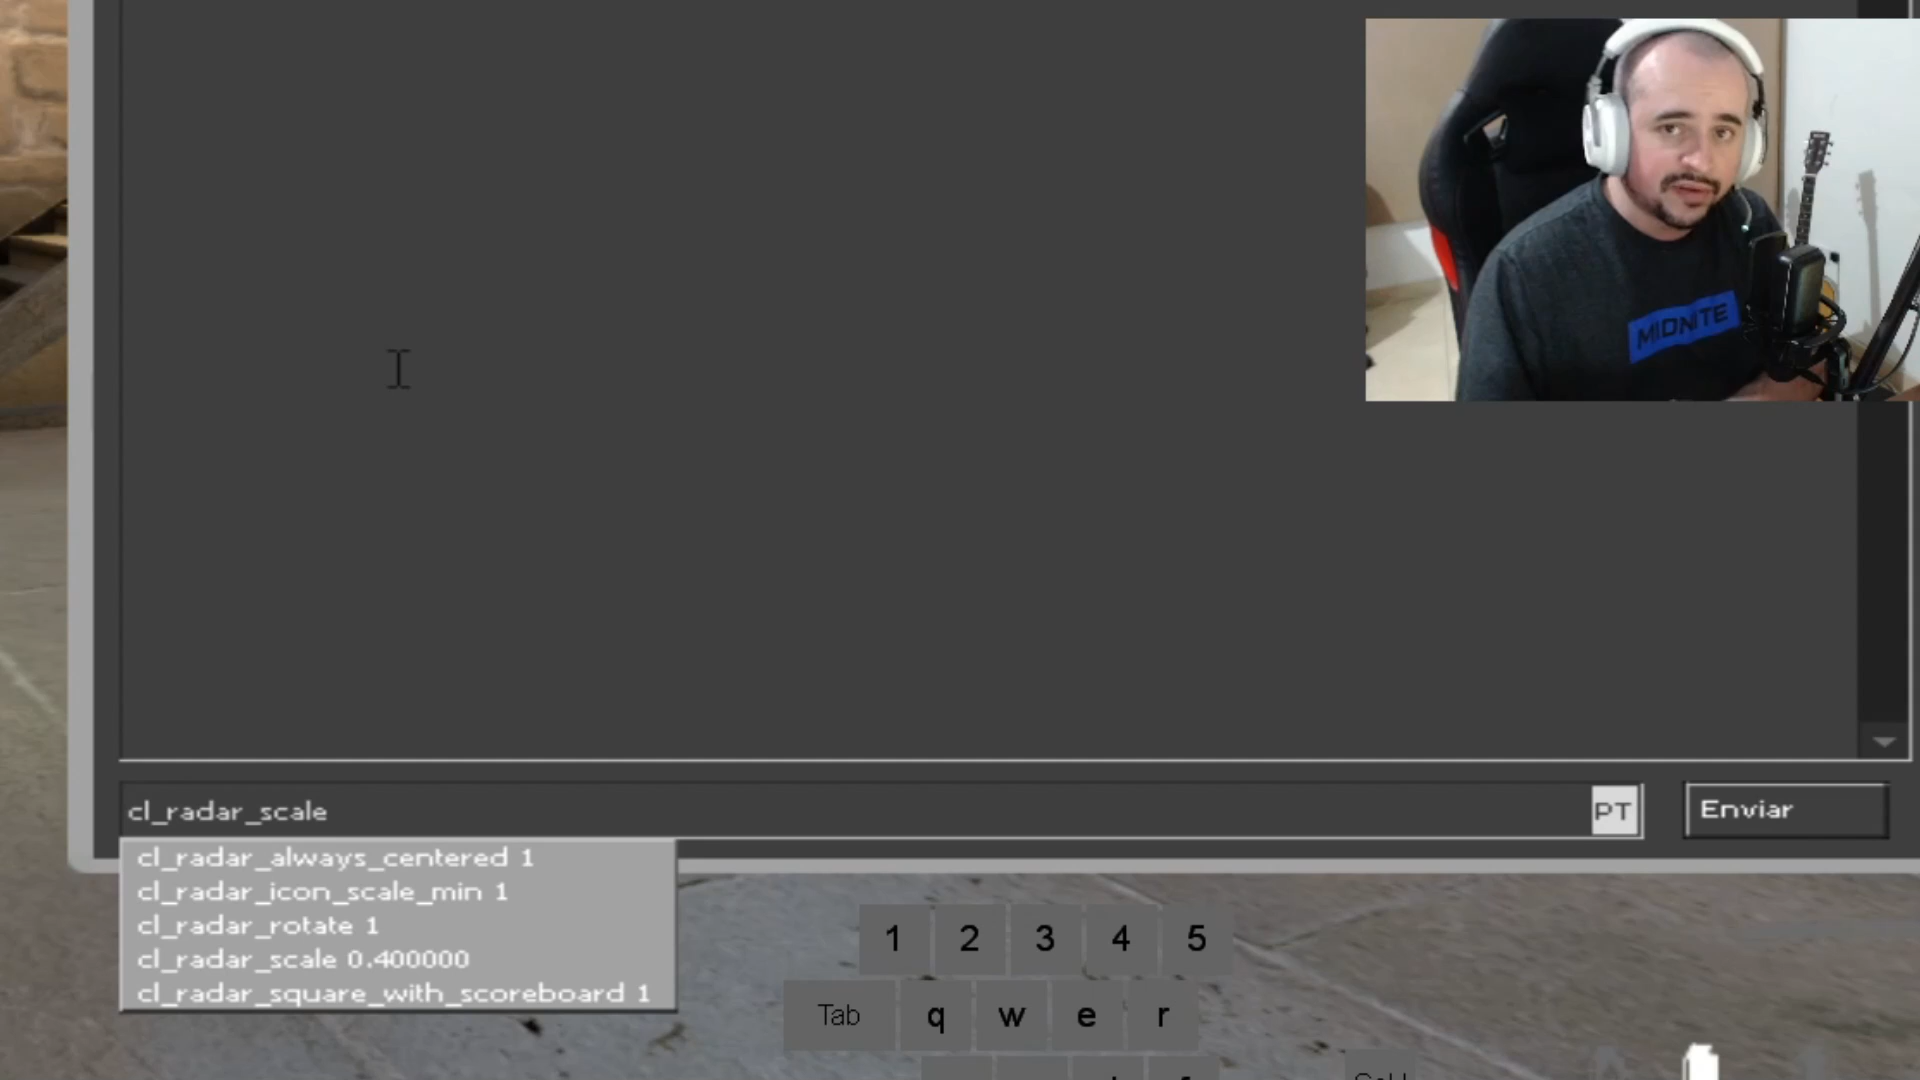 MIDNITE
cl_radar_scale
PT
Enviar
cl_radar_always_centered 1
cl_radar_icon_scale_min 1
cl_radar_rotate 1
cl_radar_scale 0.400000
cl_radar_square_with_scoreboard 1
1 2 3 4 5
Tab q w e r